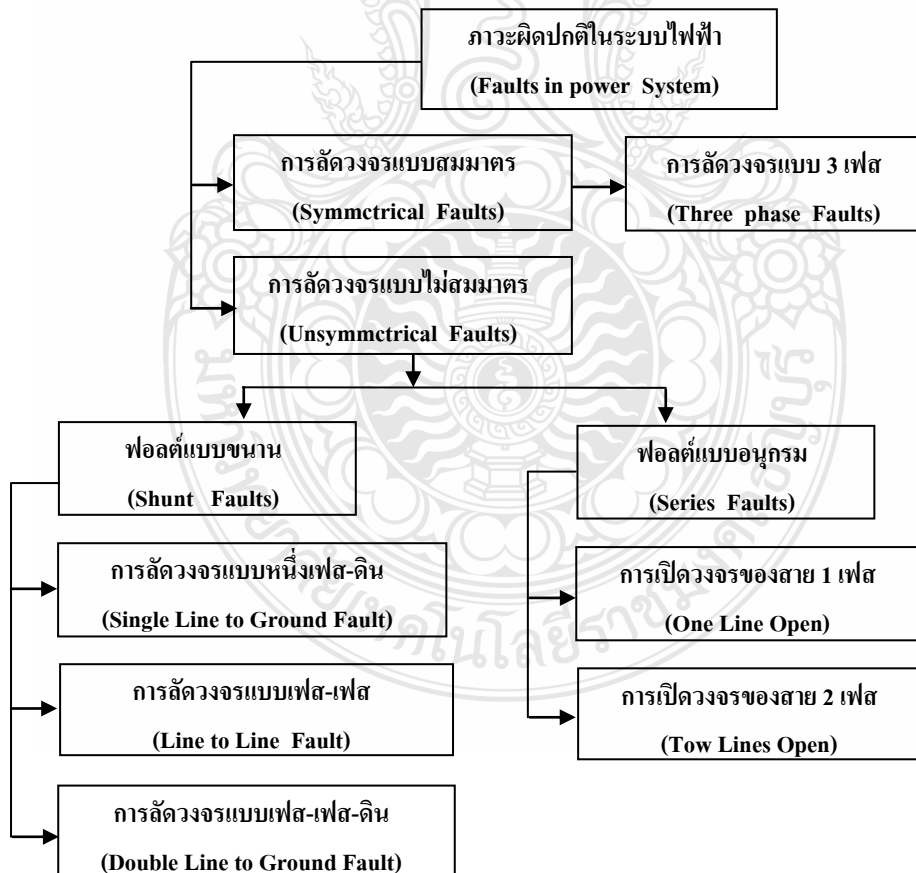 ภาวะผิดปกติในระบบไฟฟ้า
(Faults in power System)
การลัดวงจรแบบสมมาตร
(Symmctrical Faults)
การลัดวงจรแบบ 3 เฟส
(Three phase Faults)
การลัดวงจรแบบไม่สมมาตร
(Unsymmctrical Faults)
ฟอลต์แบบขนาน
(Shunt Faults)
ฟอลต์แบบอนุกรม
(Series Faults)
การลัดวงจรแบบหนึ่งเฟส-ดิน
(Single Line to Ground Fault)
การเปิดวงจรของสาย 1 เฟส
(One Line Open)
การลัดวงจรแบบเฟส-เฟส
(Line to Line Fault)
การเปิดวงจรของสาย 2 เฟส
(Tow Lines Open)
การลัดวงจรแบบเฟส-เฟส-ดิน
(Double Line to Ground Fault)